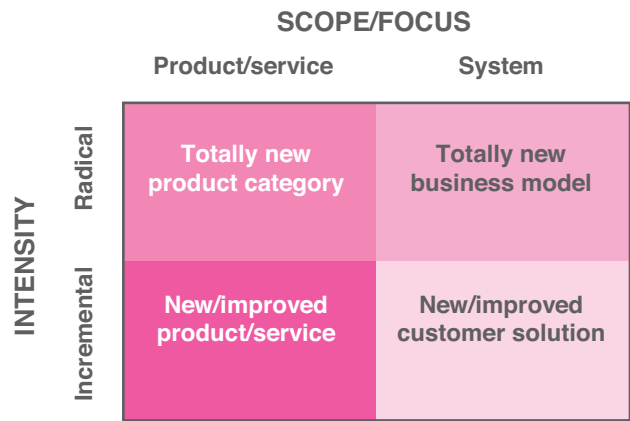 SCOPE/FOCUS
Product/service
System
INTENSITY
Radical
Totally new
product category
Totally new
business model
Incremental
New/improved
product/service
New/improved
customer solution